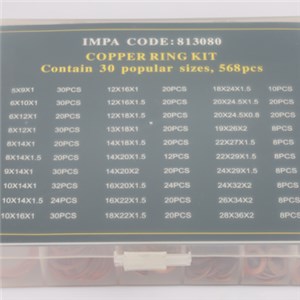 IMPA CODE:813080
COPPER RING KIT
Contain 30 popular sizes, 568pcs
5X9X1 30PCS 12X16X1 20PCS 18X24X1.5 10PCS
6X10X1 30PCS 12X16X1.5 20PCS 20X24.5X1.5 20PCS
6X12X1 20PCS 12X18X1.5 20PCS 20X24.5X0.8 20PCS
8X12X1 30PCS 13X18X1 20PCS 19X26X2 8PCS
8X14X1 20PCS 14X18X1.5 20PCS 22X27X1.5 8PCS
8X14X1.5 20PCS 14X20X1.5 12PCS 22X29X1.5 8PCS
9X14X1 30PCS 14X20X2 20PCS 24X29X1.5 8PCS
10X14X1 32PCS 16X20X1.5 24PCS 24X32X2 8PCS
10X14X1.5 24PCS 16X22X1.5 20PCS 26X34X2 8PCS
10X16X1 30PCS 18X22X1.5 20PCS 28X36X2 8PCS